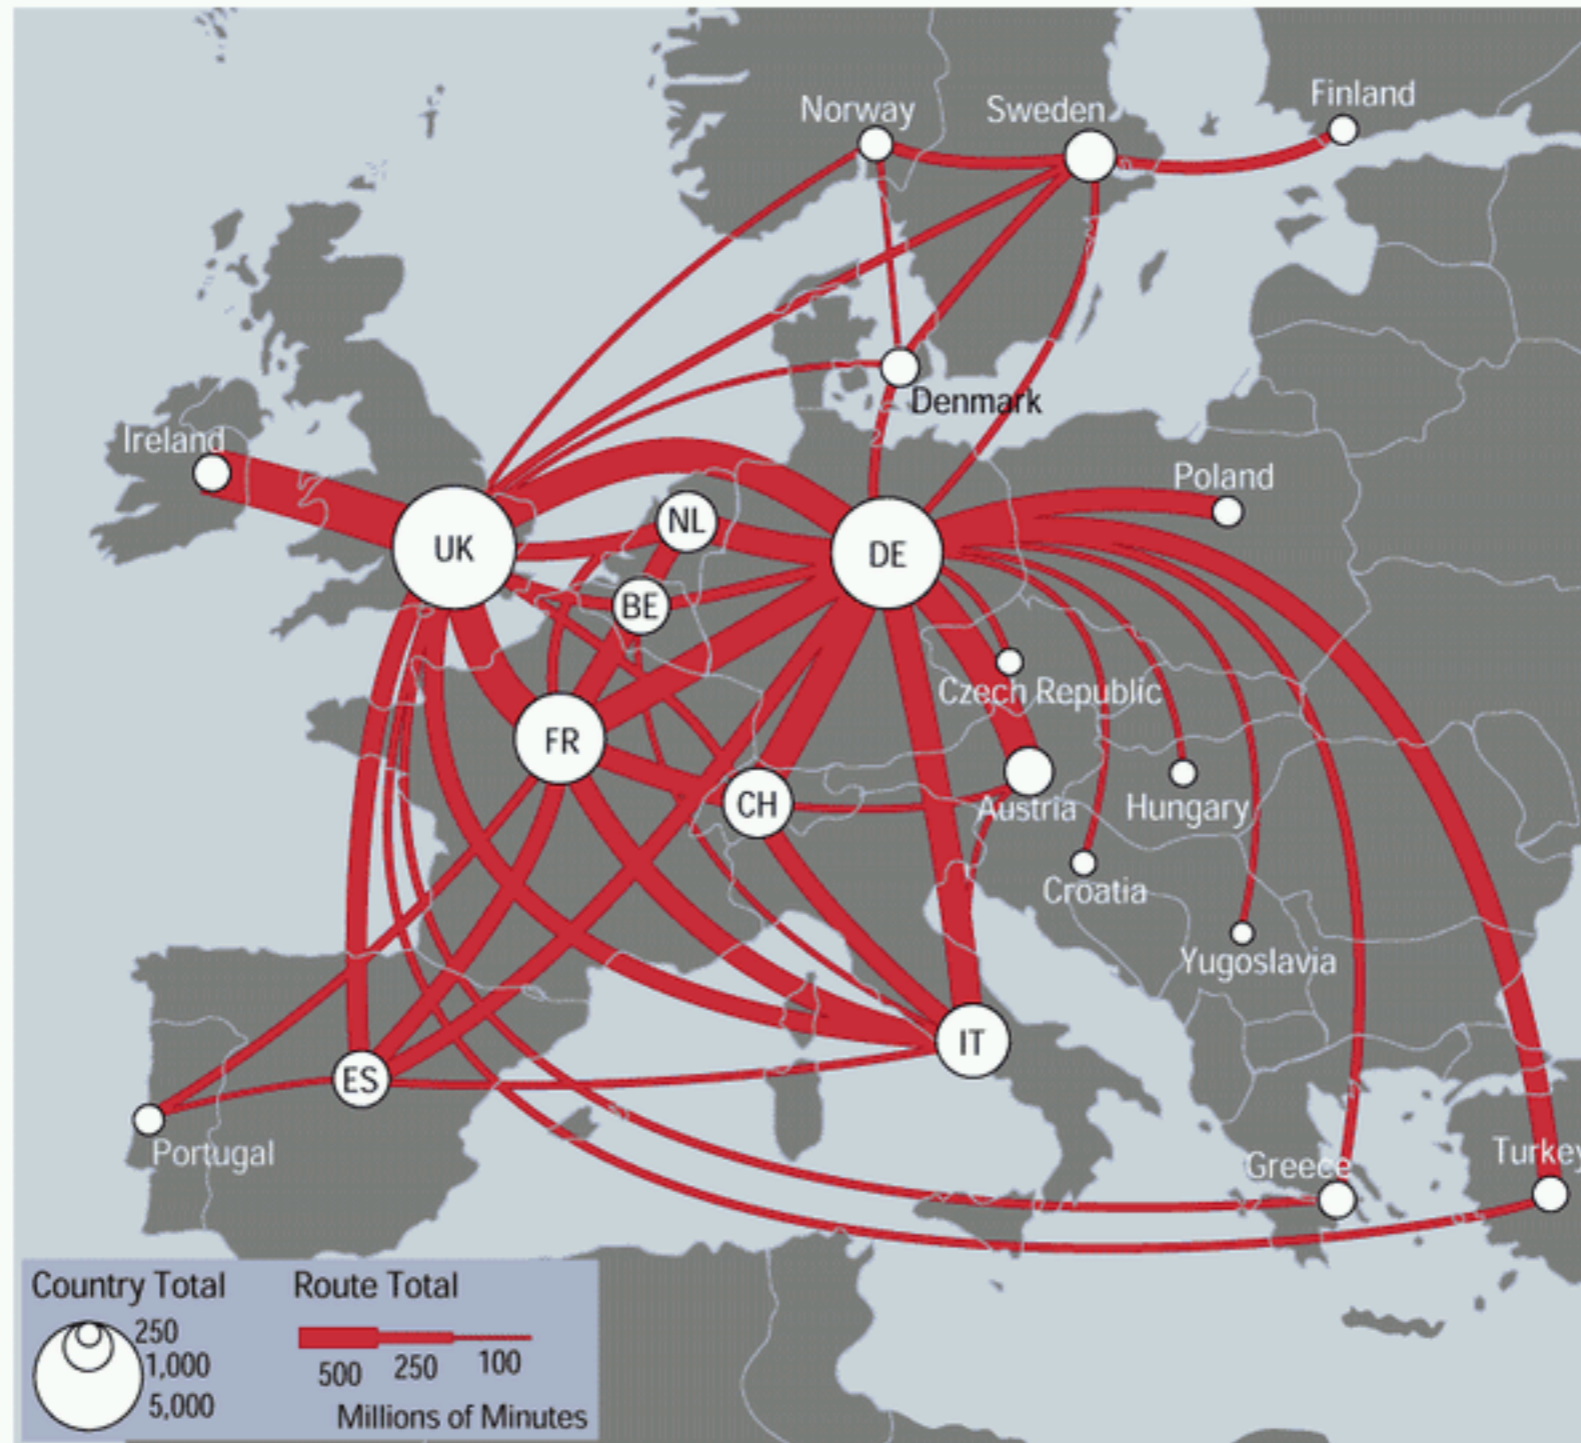 Norway
Sweden
Finland
Denmark
Ireland
Poland
NL
UK
DE
BE
Czech Republic
FR
CH
Austria
Hungary
Croatia
Yugoslavia
IT
ES
Portugal
Greece
Turkey
Country Total
250
1,000
5,000
Route Total
500
250
100
Millions of Minutes